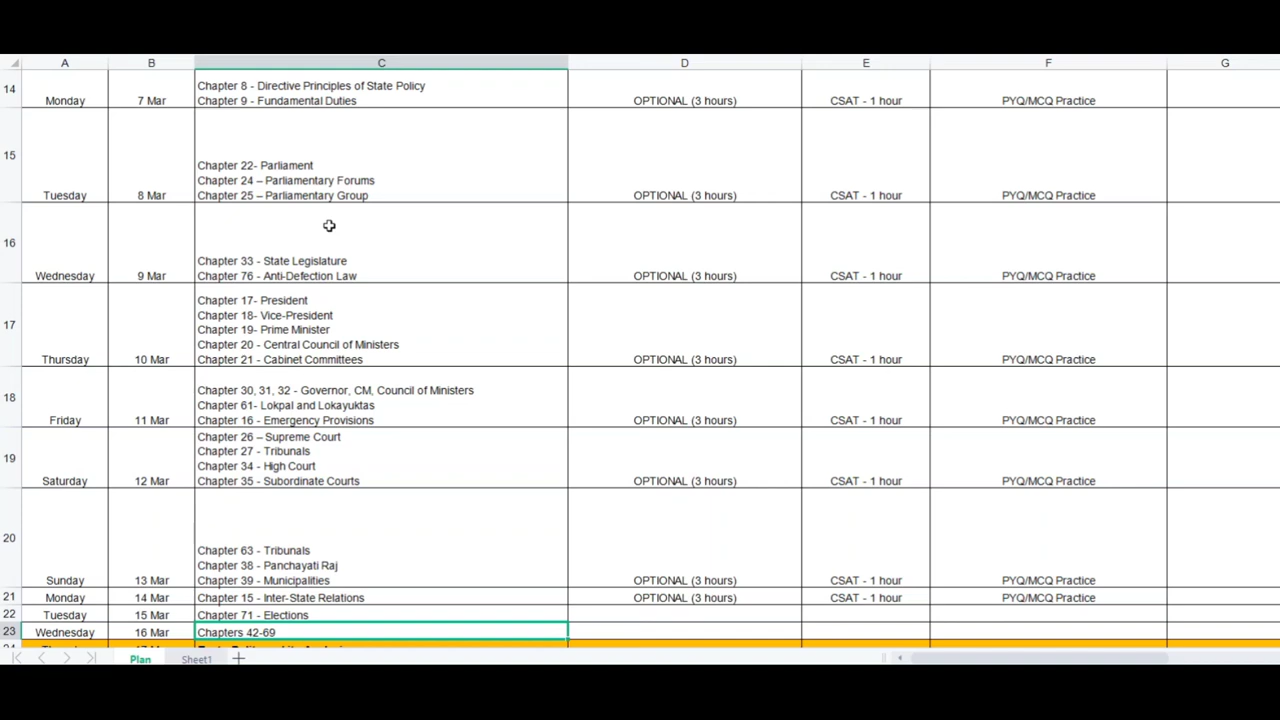 A B C D E F G
14 Monday 7 Mar Chapter 8 - Directive Principles of State Policy
Chapter 9 - Fundamental Duties OPTIONAL (3 hours) CSAT - 1 hour PYQ/MCQ Practice
15 Tuesday 8 Mar Chapter 22- Parliament
Chapter 24 – Parliamentary Forums
Chapter 25 – Parliamentary Group OPTIONAL (3 hours) CSAT - 1 hour PYQ/MCQ Practice
16 Wednesday 9 Mar Chapter 33 - State Legislature
Chapter 76 - Anti-Defection Law OPTIONAL (3 hours) CSAT - 1 hour PYQ/MCQ Practice
17 Thursday 10 Mar Chapter 17- President
Chapter 18- Vice-President
Chapter 19- Prime Minister
Chapter 20 - Central Council of Ministers
Chapter 21 - Cabinet Committees OPTIONAL (3 hours) CSAT - 1 hour PYQ/MCQ Practice
18 Friday 11 Mar Chapter 30, 31, 32 - Governor, CM, Council of Ministers
Chapter 61- Lokpal and Lokayuktas
Chapter 16 - Emergency Provisions OPTIONAL (3 hours) CSAT - 1 hour PYQ/MCQ Practice
19 Saturday 12 Mar Chapter 26 – Supreme Court
Chapter 27 - Tribunals
Chapter 34 - High Court
Chapter 35 - Subordinate Courts OPTIONAL (3 hours) CSAT - 1 hour PYQ/MCQ Practice
20 Sunday 13 Mar Chapter 63 - Tribunals
Chapter 38 - Panchayati Raj
Chapter 39 - Municipalities OPTIONAL (3 hours) CSAT - 1 hour PYQ/MCQ Practice
21 Monday 14 Mar Chapter 15 - Inter-State Relations OPTIONAL (3 hours) CSAT - 1 hour PYQ/MCQ Practice
22 Tuesday 15 Mar Chapter 71 - Elections
23 Wednesday 16 Mar Chapters 42-69
Plan Sheet1